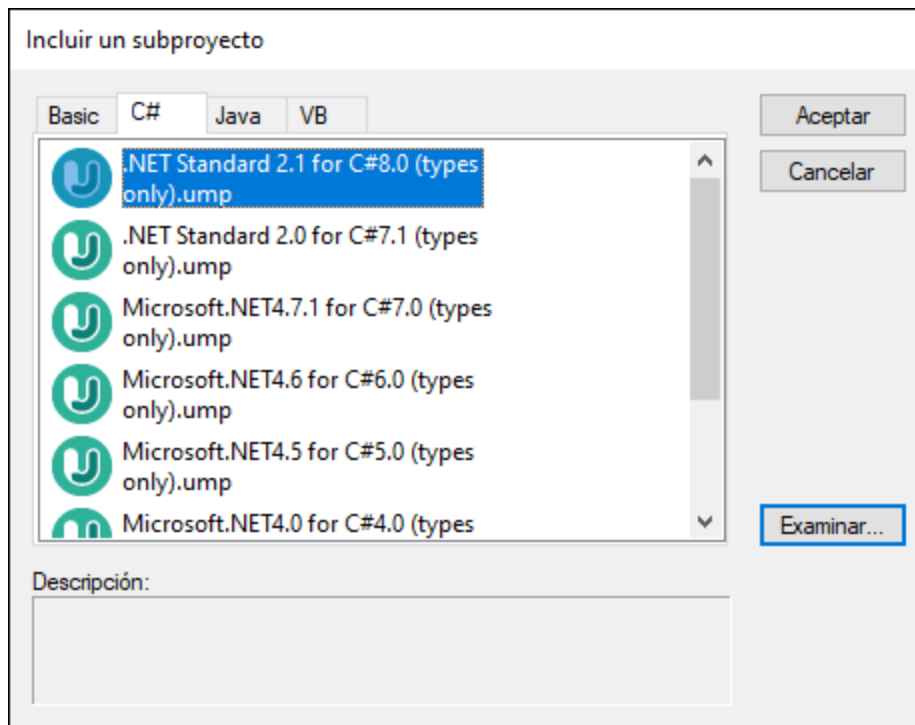 Incluir un subproyecto
Basic C# Java VB
Aceptar
Cancelar
.NET Standard 2.1 for C#8.0 (types
only).ump
.NET Standard 2.0 for C#7.1 (types
only).ump
Microsoft.NET4.7.1 for C#7.0 (types
only).ump
Microsoft.NET4.6 for C#6.0 (types
only).ump
Microsoft.NET4.5 for C#5.0 (types
only).ump
Microsoft.NET4.0 for C#4.0 (types
Examinar...
Descripción: